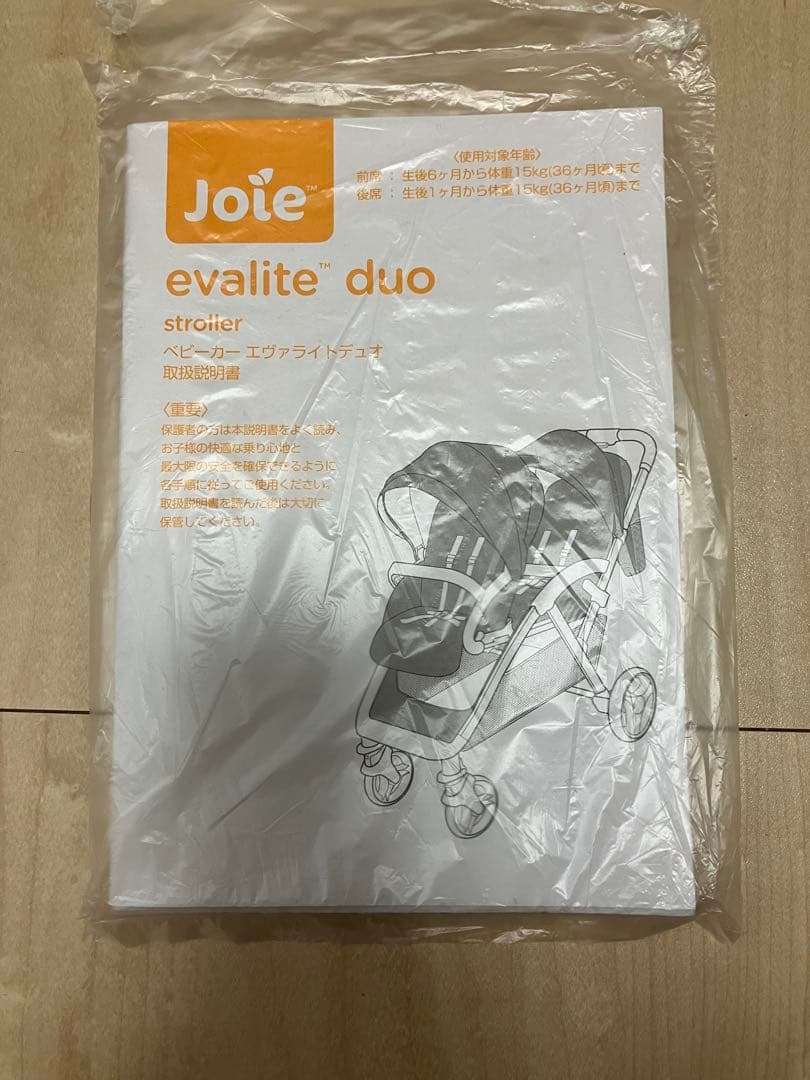 Joie™
〈使用対象年齢〉
前席 : 生後6ヶ月から体重15kg(36ヶ月頃)まで
後席 : 生後1ヶ月から体重15kg(36ヶ月頃)まで
evalite™ duo
stroller
ベビーカー エヴァライトデュオ
取扱説明書
〈重要〉
保護者の方は本説明書をよく読み、
お子様の快適な乗り心地と
最大限の安全を確保できるように
各手順に従ってご使用ください。
取扱説明書を読んだ後は大切に
保管してください。